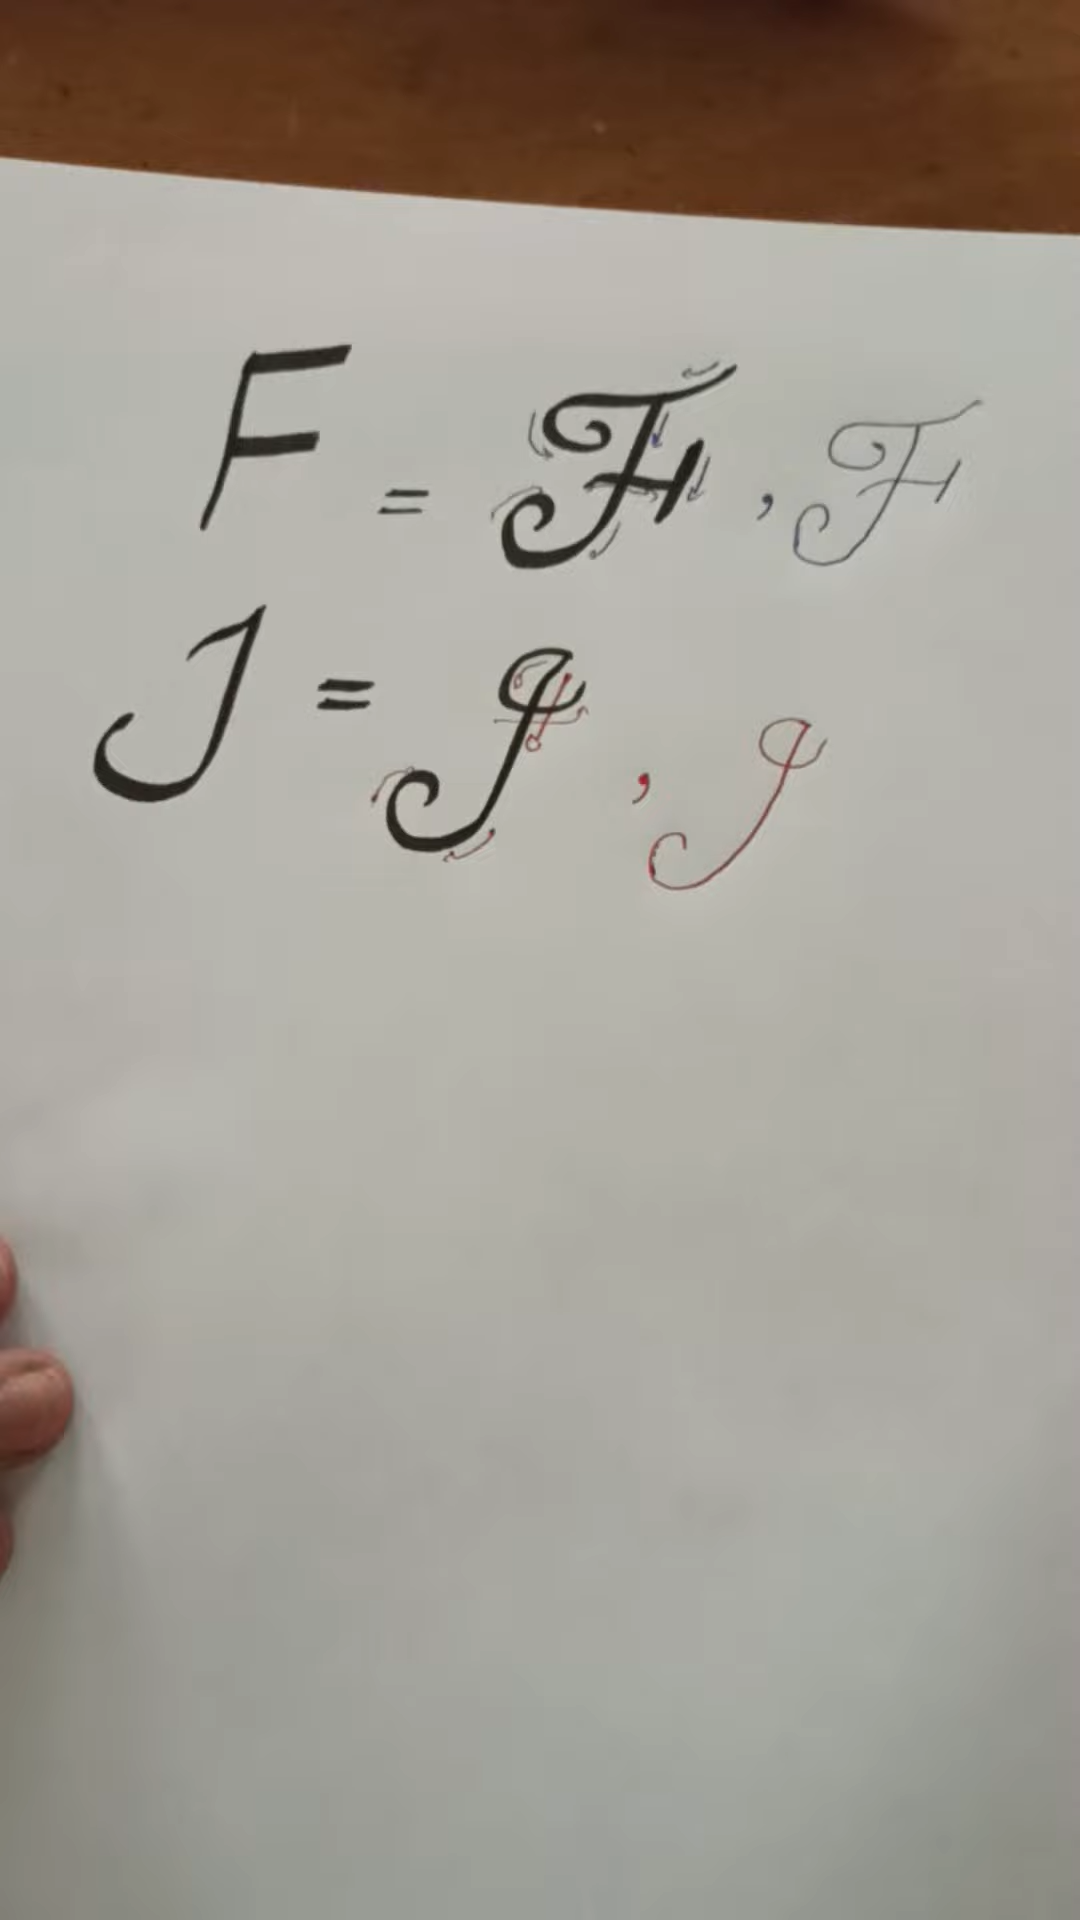 F = F , F
J = J , J